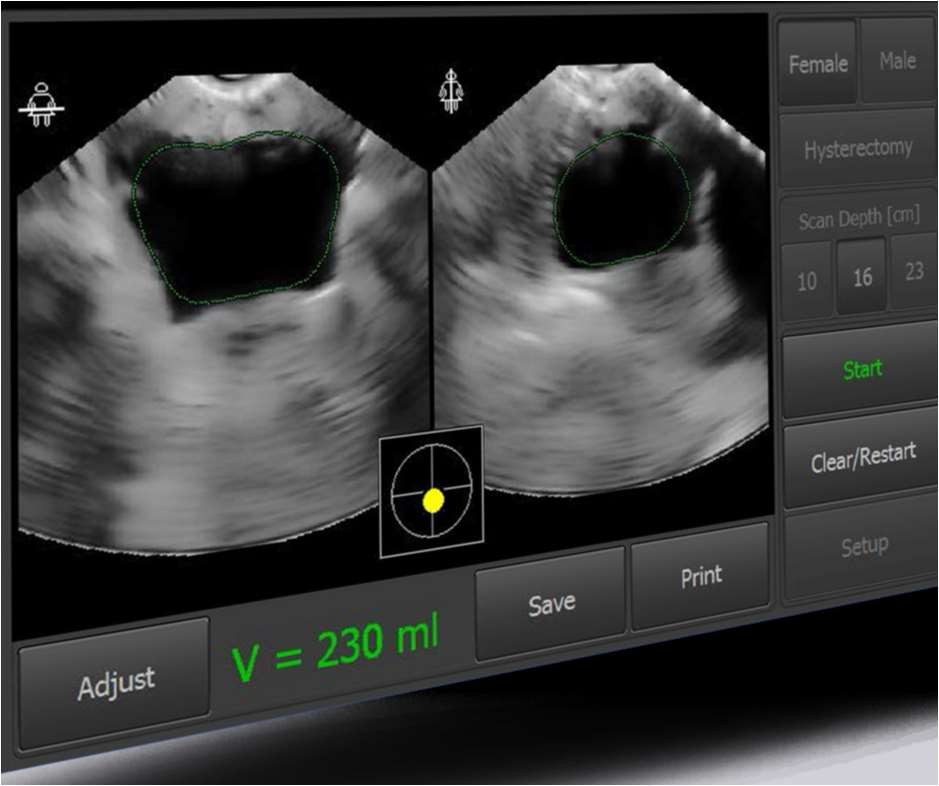 Female Male
Hysterectomy
Scan Depth [cm]
10 16 23
Start
Clear/Restart
Setup
Adjust
V = 230 ml
Save
Print